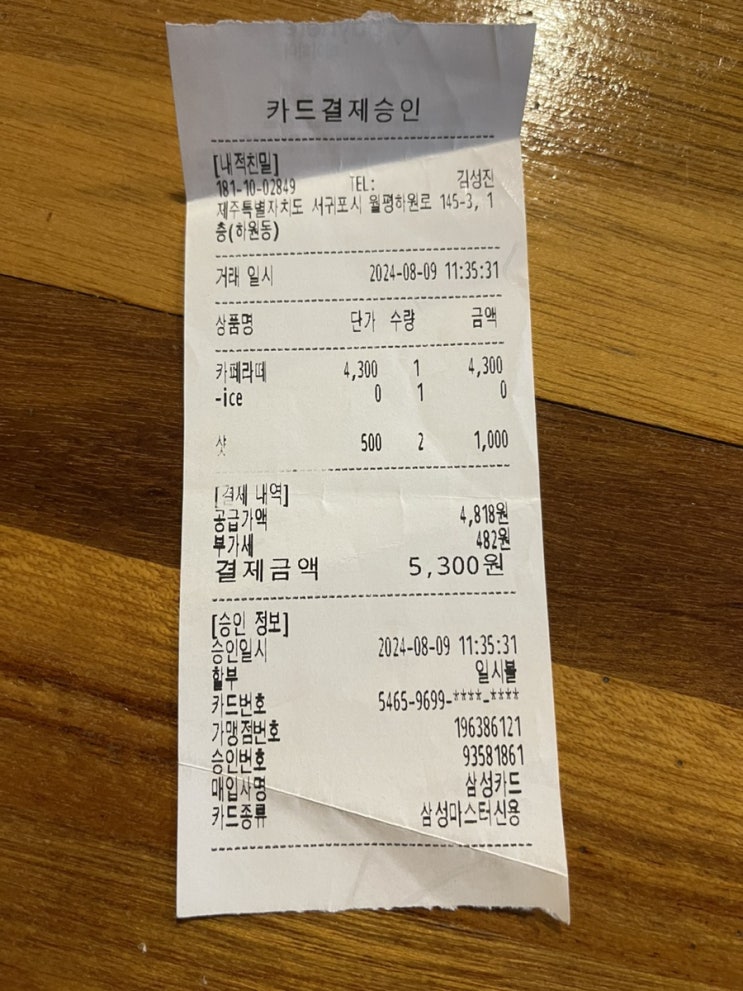 카드결제승인
[내적친밀]
181-10-02849 TEL: 김성진
제주특별자치도 서귀포시 월평하원로 145-3, 1
층(하원동)
거래 일시 2024-08-09 11:35:31
상품명 단가 수량 금액
카페라떼 4,300 1 4,300
-ice 0 1 0
샷 500 2 1,000
[결제 내역]
공급가액 4,818원
부가세 482원
결제금액 5,300원
[승인 정보]
승인일시 2024-08-09 11:35:31
할부 일시불
카드번호 5465-9699-****-****
가맹점번호 196386121
승인번호 93581861
매입사명 삼성카드
카드종류 삼성마스터신용